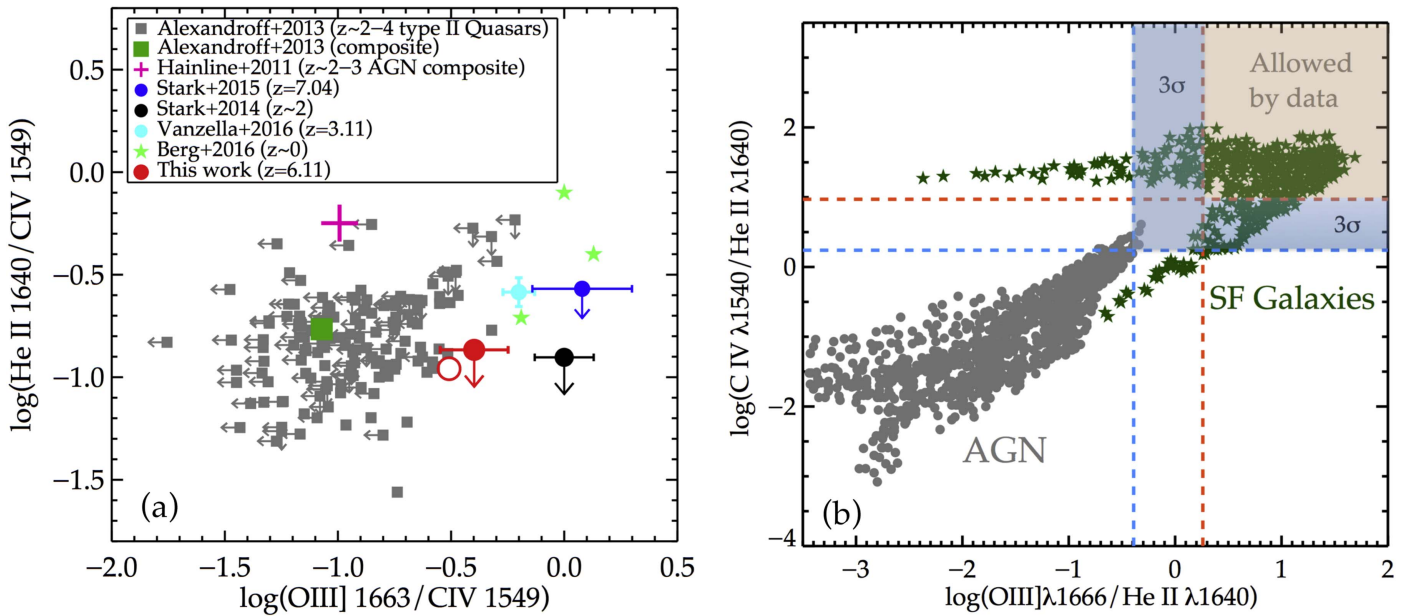 Alexandroff+2013 (z~2−4 type II Quasars)
Alexandroff+2013 (composite)
Hainline+2011 (z~2−3 AGN composite)
Stark+2015 (z=7.04)
Stark+2014 (z~2)
Vanzella+2016 (z=3.11)
Berg+2016 (z~0)
This work (z=6.11)
log(He II 1640/CIV 1549)
0.5
0.0
−0.5
−1.0
−1.5
(a)
−2.0 −1.5 −1.0 −0.5 0.0 0.5
log(OIII] 1663/CIV 1549)
log(C IV λ1540/He II λ1640)
2
0
−2
−4
3σ
Allowed
by data
3σ
SF Galaxies
AGN
(b)
−3 −2 −1 0 1 2
log(OIII]λ1666/He II λ1640)